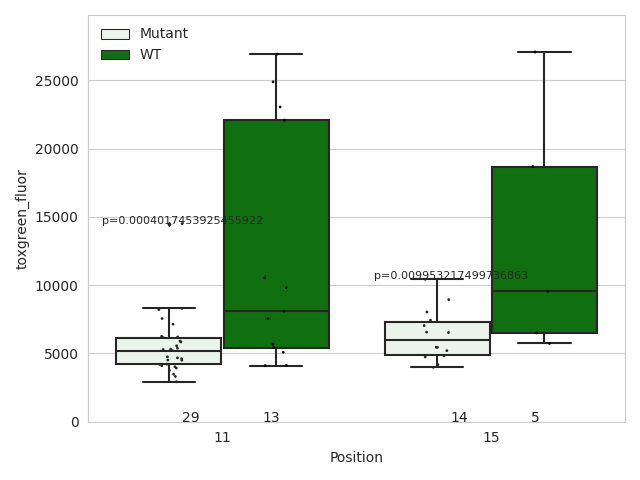 Mutant
WT
25000
20000
15000
10000
5000
0
toxgreen_fluor
p=0.0004017453925455922
p=0.009953217499736863
29 13 14 5
11 15
Position